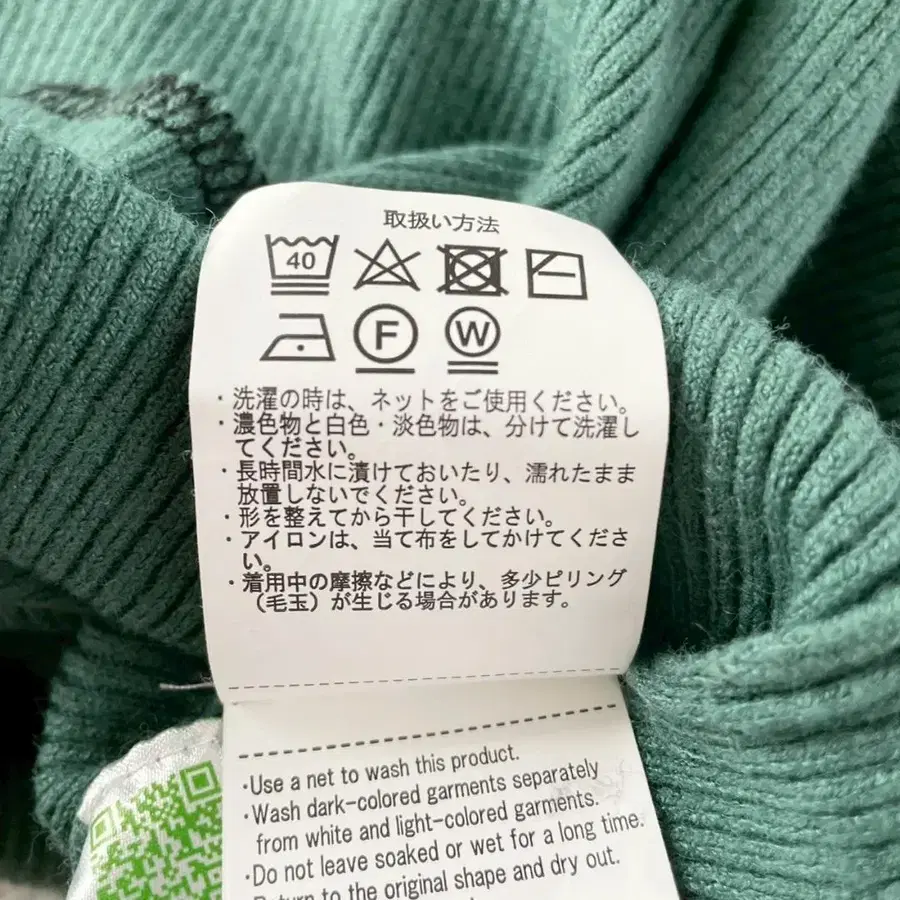 取扱い方法
40
F W
・洗濯の時は、ネットをご使用ください。
・濃色物と白色・淡色物は、分けて洗濯し
てください。
・長時間水に漬けておいたり、濡れたまま
放置しないでください。
・形を整えてから干してください。
・アイロンは、当て布をしてかけてくださ
い。
・着用中の摩擦などにより、多少ピリング
（毛玉）が生じる場合があります。
・Use a net to wash this product.
・Wash dark-colored garments separately
from white and light-colored garments.
・Do not leave soaked or wet for a long time.
Return to the original shape and dry out.